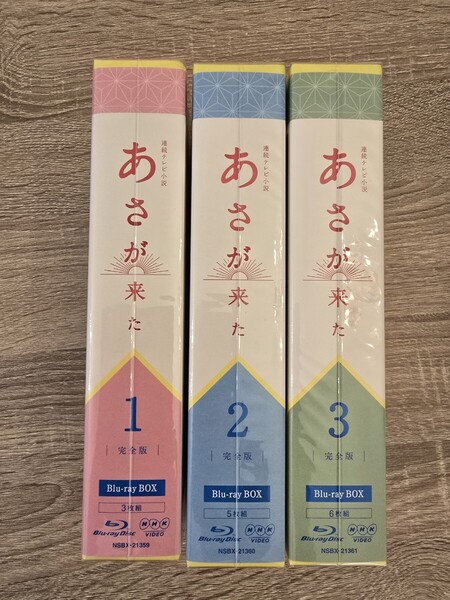 連続テレビ小説
あさが来た
1
完全版
Blu-ray BOX
3枚組
Blu-ray Disc
NHK VIDEO
NSBX-21359
連続テレビ小説
あさが来た
2
完全版
Blu-ray BOX
5枚組
Blu-ray Disc
NHK VIDEO
NSBX-21360
連続テレビ小説
あさが来た
3
完全版
Blu-ray BOX
6枚組
Blu-ray Disc
NHK VIDEO
NSBX-21361